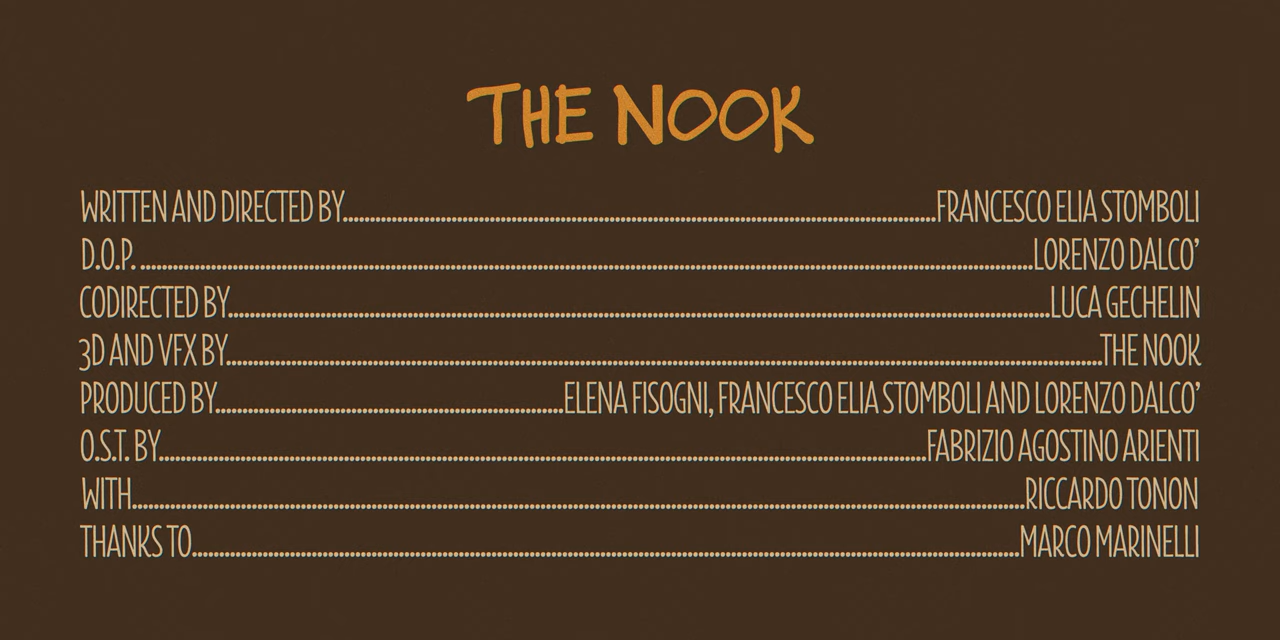 THE NOOK
WRITTEN AND DIRECTED BY..........FRANCESCO ELIA STOMBOLI
D.O.P. ..........LORENZO DALCO’
CODIRECTED BY..........LUCA GECHELIN
3D AND VFX BY..........THE NOOK
PRODUCED BY..........ELENA FISOGNI, FRANCESCO ELIA STOMBOLI AND LORENZO DALCO’
O.S.T. BY..........FABRIZIO AGOSTINO ARIENTI
WITH..........RICCARDO TONON
THANKS TO..........MARCO MARINELLI